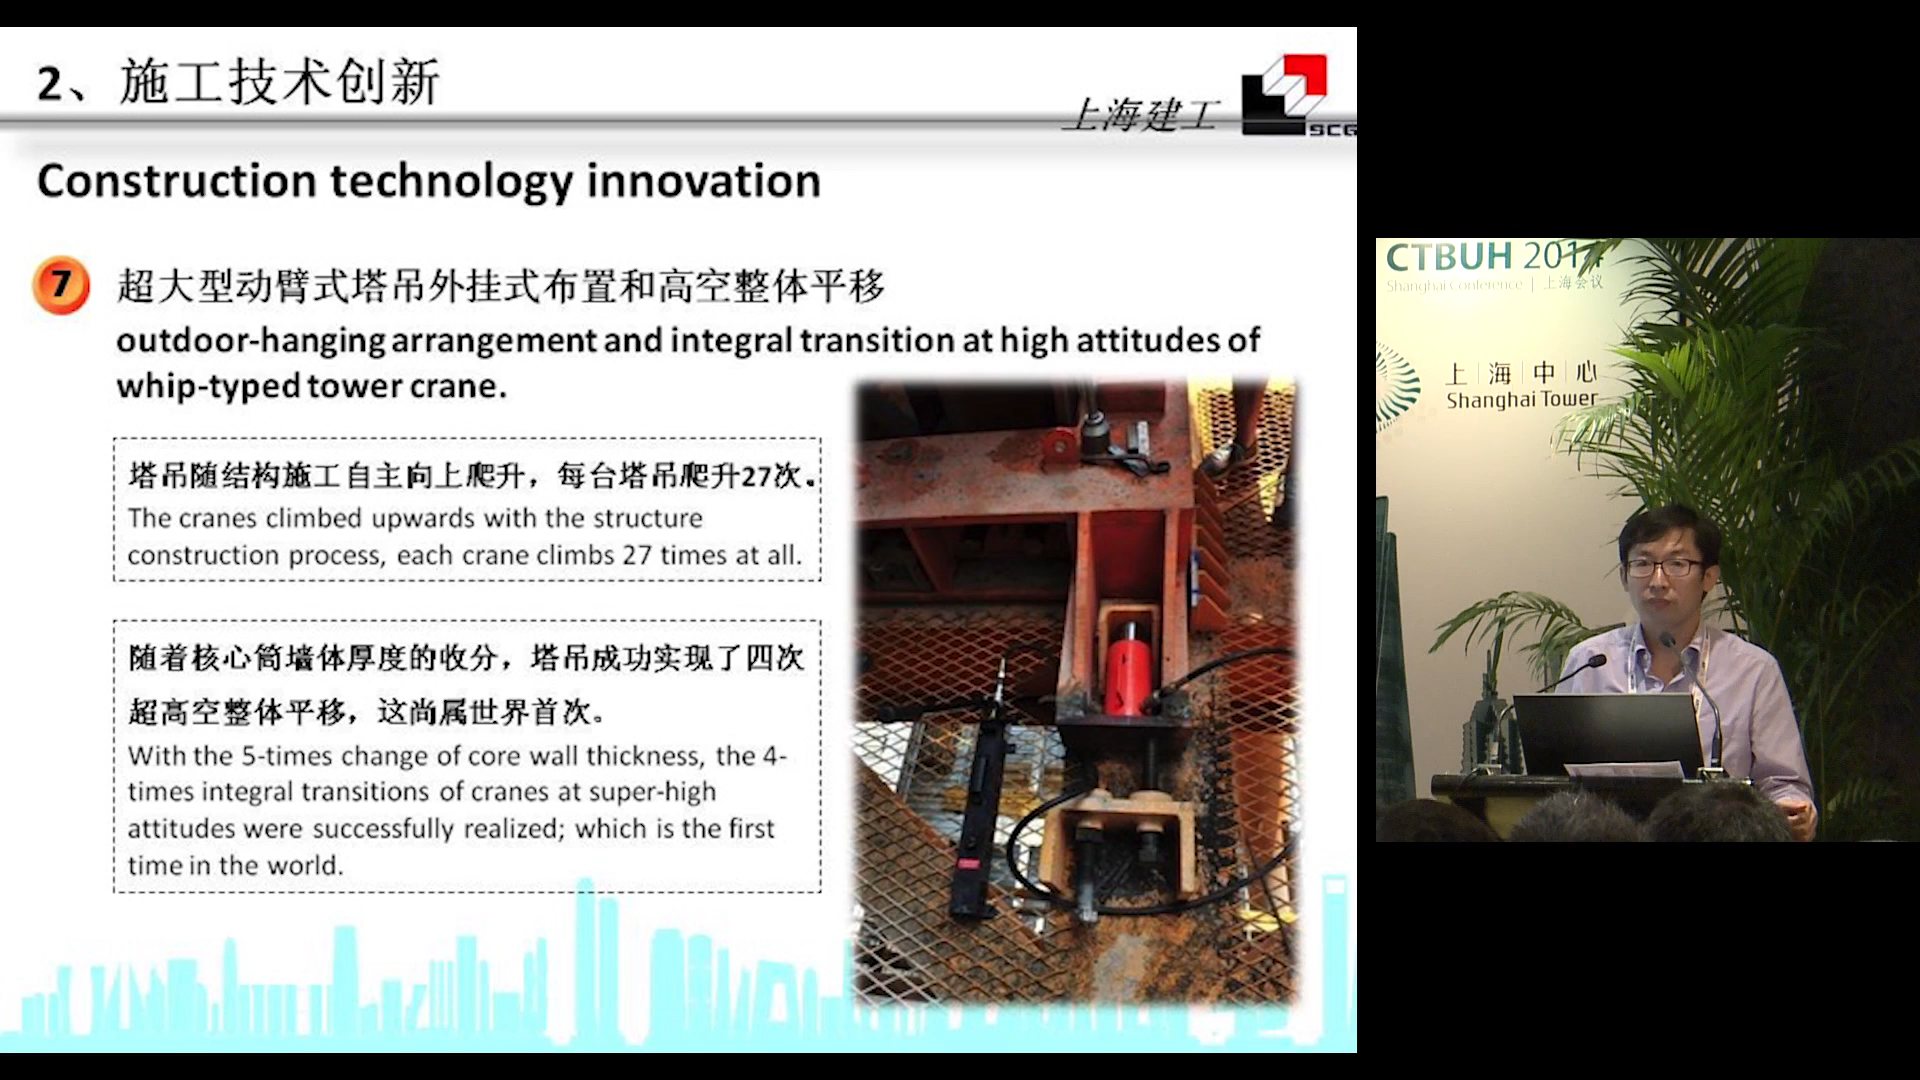 2、施工技术创新
上海建工
SCG
Construction technology innovation
7 超大型动臂式塔吊外挂式布置和高空整体平移
outdoor-hanging arrangement and integral transition at high attitudes of
whip-typed tower crane.
塔吊随结构施工自主向上爬升，每台塔吊爬升27次。
The cranes climbed upwards with the structure
construction process, each crane climbs 27 times at all.
随着核心筒墙体厚度的收分，塔吊成功实现了四次
超高空整体平移，这尚属世界首次。
With the 5-times change of core wall thickness, the 4-
times integral transitions of cranes at super-high
attitudes were successfully realized; which is the first
time in the world.
CTBUH 2014
Shanghai Conference | 上海会议
上海中心
Shanghai Tower